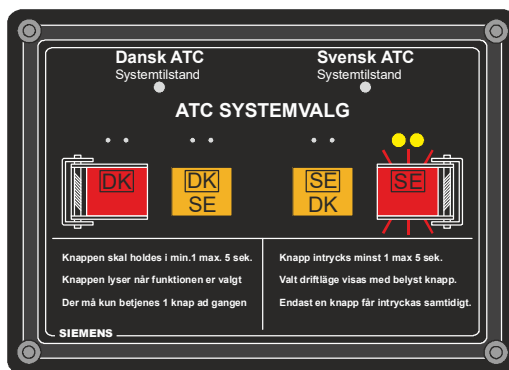 Dansk ATC
Systemtilstand
Svensk ATC
Systemtilstand
ATC SYSTEMVALG
DK
DK
SE
SE
DK
SE
Knappen skal holdes i min.1 max. 5 sek.
Knappen lyser når funktionen er valgt
Der må kun betjenes 1 knap ad gangen
Knapp intrycks minst 1 max 5 sek.
Valt driftläge visas med belyst knapp.
Endast en knapp får intryckas samtidigt.
SIEMENS